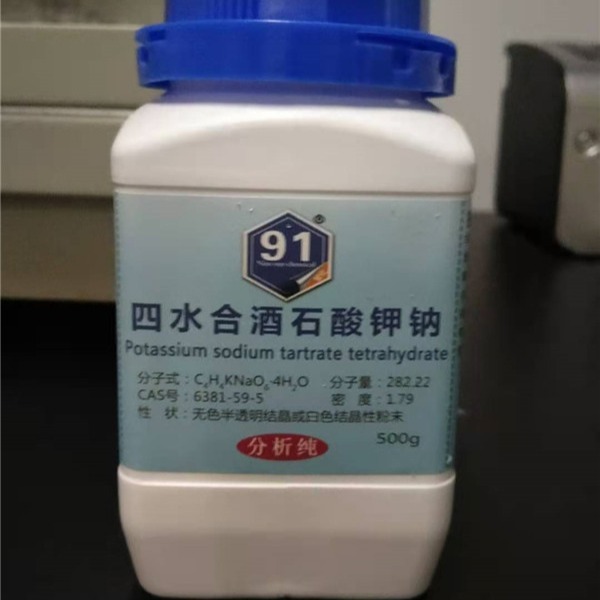 91
®
四水合酒石酸钾钠
Potassium sodium tartrate tetrahydrate
分子式：C₄H₄KNaO₆·4H₂O 分子量：282.22
CAS号：6381-59-5 密 度：1.79
性 状：无色半透明结晶或白色结晶性粉末
分析纯 500g